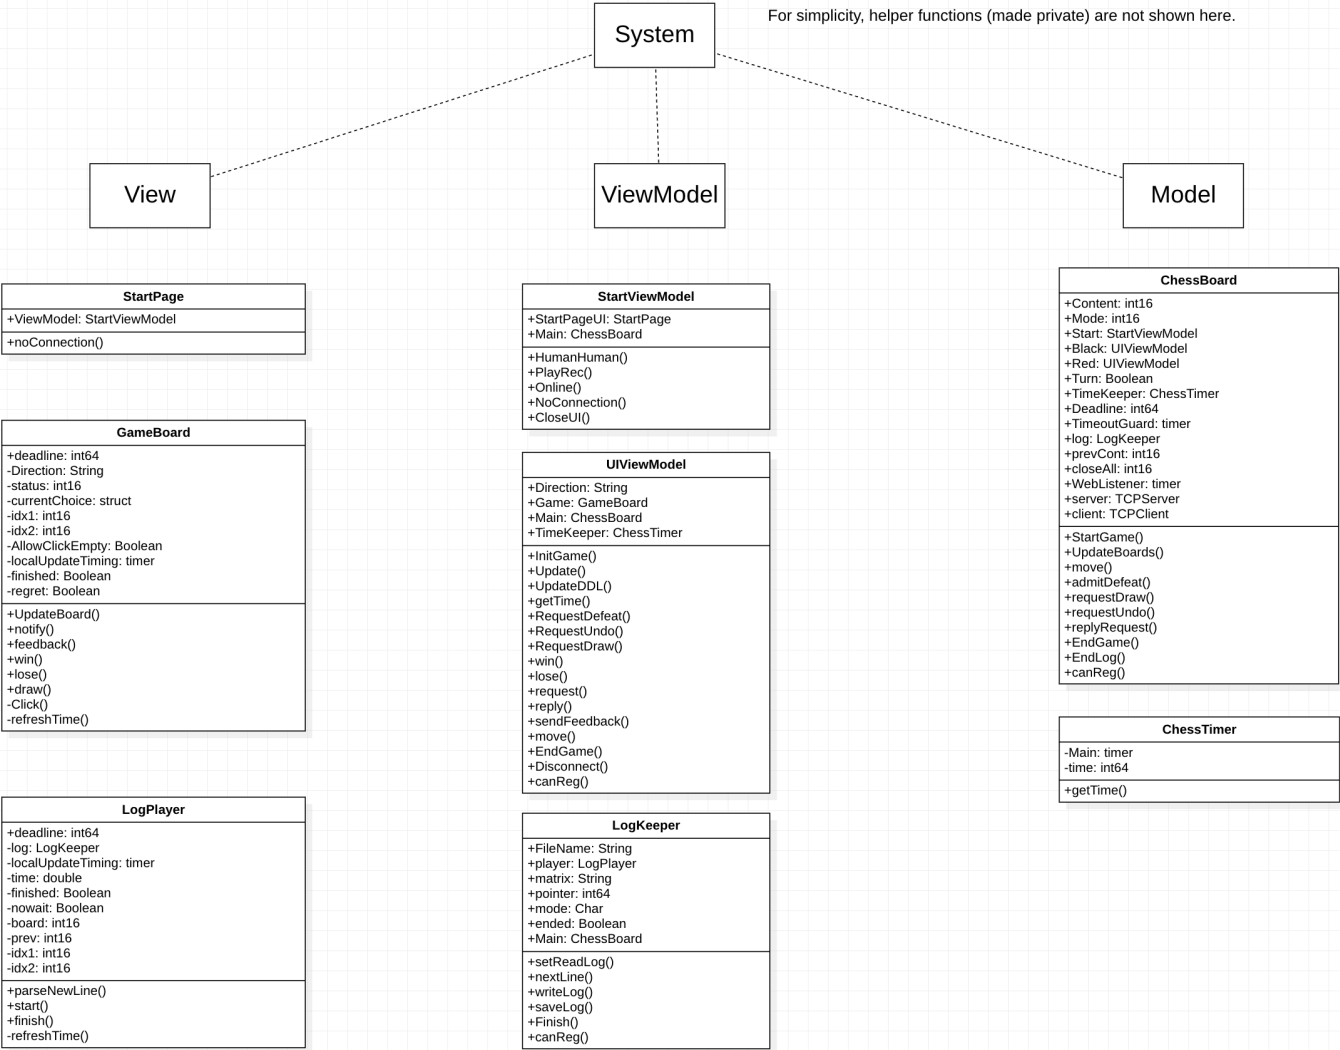 System
For simplicity, helper functions (made private) are not shown here.
View
ViewModel
Model
StartPage
+ViewModel: StartViewModel
+noConnection()
GameBoard
+deadline: int64
-Direction: String
-status: int16
-currentChoice: struct
-idx1: int16
-idx2: int16
-AllowClickEmpty: Boolean
-localUpdateTiming: timer
-finished: Boolean
-regret: Boolean
+UpdateBoard()
+notify()
+feedback()
+win()
+lose()
+draw()
-Click()
-refreshTime()
LogPlayer
+deadline: int64
-log: LogKeeper
-localUpdateTiming: timer
-time: double
-finished: Boolean
-nowait: Boolean
-board: int16
-prev: int16
-idx1: int16
-idx2: int16
+parseNewLine()
+start()
+finish()
-refreshTime()
StartViewModel
+StartPageUI: StartPage
+Main: ChessBoard
+HumanHuman()
+PlayRec()
+Online()
+NoConnection()
+CloseUI()
UIViewModel
+Direction: String
+Game: GameBoard
+Main: ChessBoard
+TimeKeeper: ChessTimer
+InitGame()
+Update()
+UpdateDDL()
+getTime()
+RequestDefeat()
+RequestUndo()
+RequestDraw()
+win()
+lose()
+request()
+reply()
+sendFeedback()
+move()
+EndGame()
+Disconnect()
+canReg()
LogKeeper
+FileName: String
+player: LogPlayer
+matrix: String
+pointer: int64
+mode: Char
+ended: Boolean
+Main: ChessBoard
+setReadLog()
+nextLine()
+writeLog()
+saveLog()
+Finish()
+canReg()
ChessBoard
+Content: int16
+Mode: int16
+Start: StartViewModel
+Black: UIViewModel
+Red: UIViewModel
+Turn: Boolean
+TimeKeeper: ChessTimer
+Deadline: int64
+TimeoutGuard: timer
+log: LogKeeper
+prevCont: int16
+closeAll: int16
+WebListener: timer
+server: TCPServer
+client: TCPClient
+StartGame()
+UpdateBoards()
+move()
+admitDefeat()
+requestDraw()
+requestUndo()
+replyRequest()
+EndGame()
+EndLog()
+canReg()
ChessTimer
-Main: timer
-time: int64
+getTime()